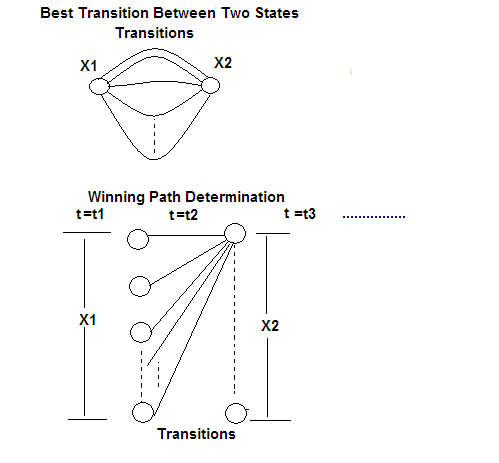 Best Transition Between Two States
Transitions
X1 X2
Winning Path Determination
t=t1 t=t2 t =t3 ................
X1 X2
Transitions